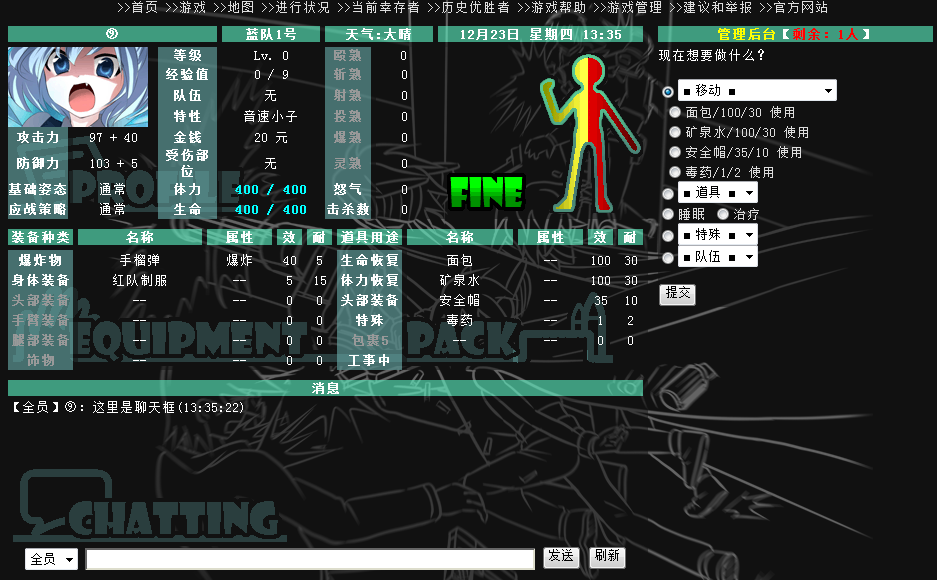 >>首页 >>游戏 >>地图 >>进行状况 >>当前幸存者 >>历史优胜者 >>游戏帮助 >>游戏管理 >>建议和举报 >>官方网站
⑨ 蓝队1号 天气:大晴 12月23日 星期四 13:35 管理后台【剩余：1人】
等级 Lv. 0 殴熟 0
经验值 0 / 9 斩熟 0
队伍 无 射熟 0
特性 音速小子 投熟 0
攻击力 97 + 40 金钱 20 元 爆熟 0
防御力 103 + 5 受伤部位 无 灵熟 0
基础姿态 通常 体力 400 / 400 怒气 0
应战策略 通常 生命 400 / 400 击杀数 0
PROFILE
FINE
装备种类 名称 属性 效 耐 道具用途 名称 属性 效 耐
爆炸物 手榴弹 爆炸 40 5 生命恢复 面包 -- 100 30
身体装备 红队制服 -- 5 15 体力恢复 矿泉水 -- 100 30
头部装备 -- -- 0 0 头部装备 安全帽 -- 35 10
手臂装备 -- -- 0 0 特殊 毒药 -- 1 2
腿部装备 -- -- 0 0 包裹5 -- -- 0 0
饰物 -- -- 0 0 工事中
EQUIPMENT PACK
现在想要做什么？
■ 移动 ■
面包/100/30 使用
矿泉水/100/30 使用
安全帽/35/10 使用
毒药/1/2 使用
■ 道具 ■
睡眠 治疗
■ 特殊 ■
■ 队伍 ■
提交
消息
【全员】⑨：这里是聊天框(13:35:22)
CHATTING
全员 发送 刷新